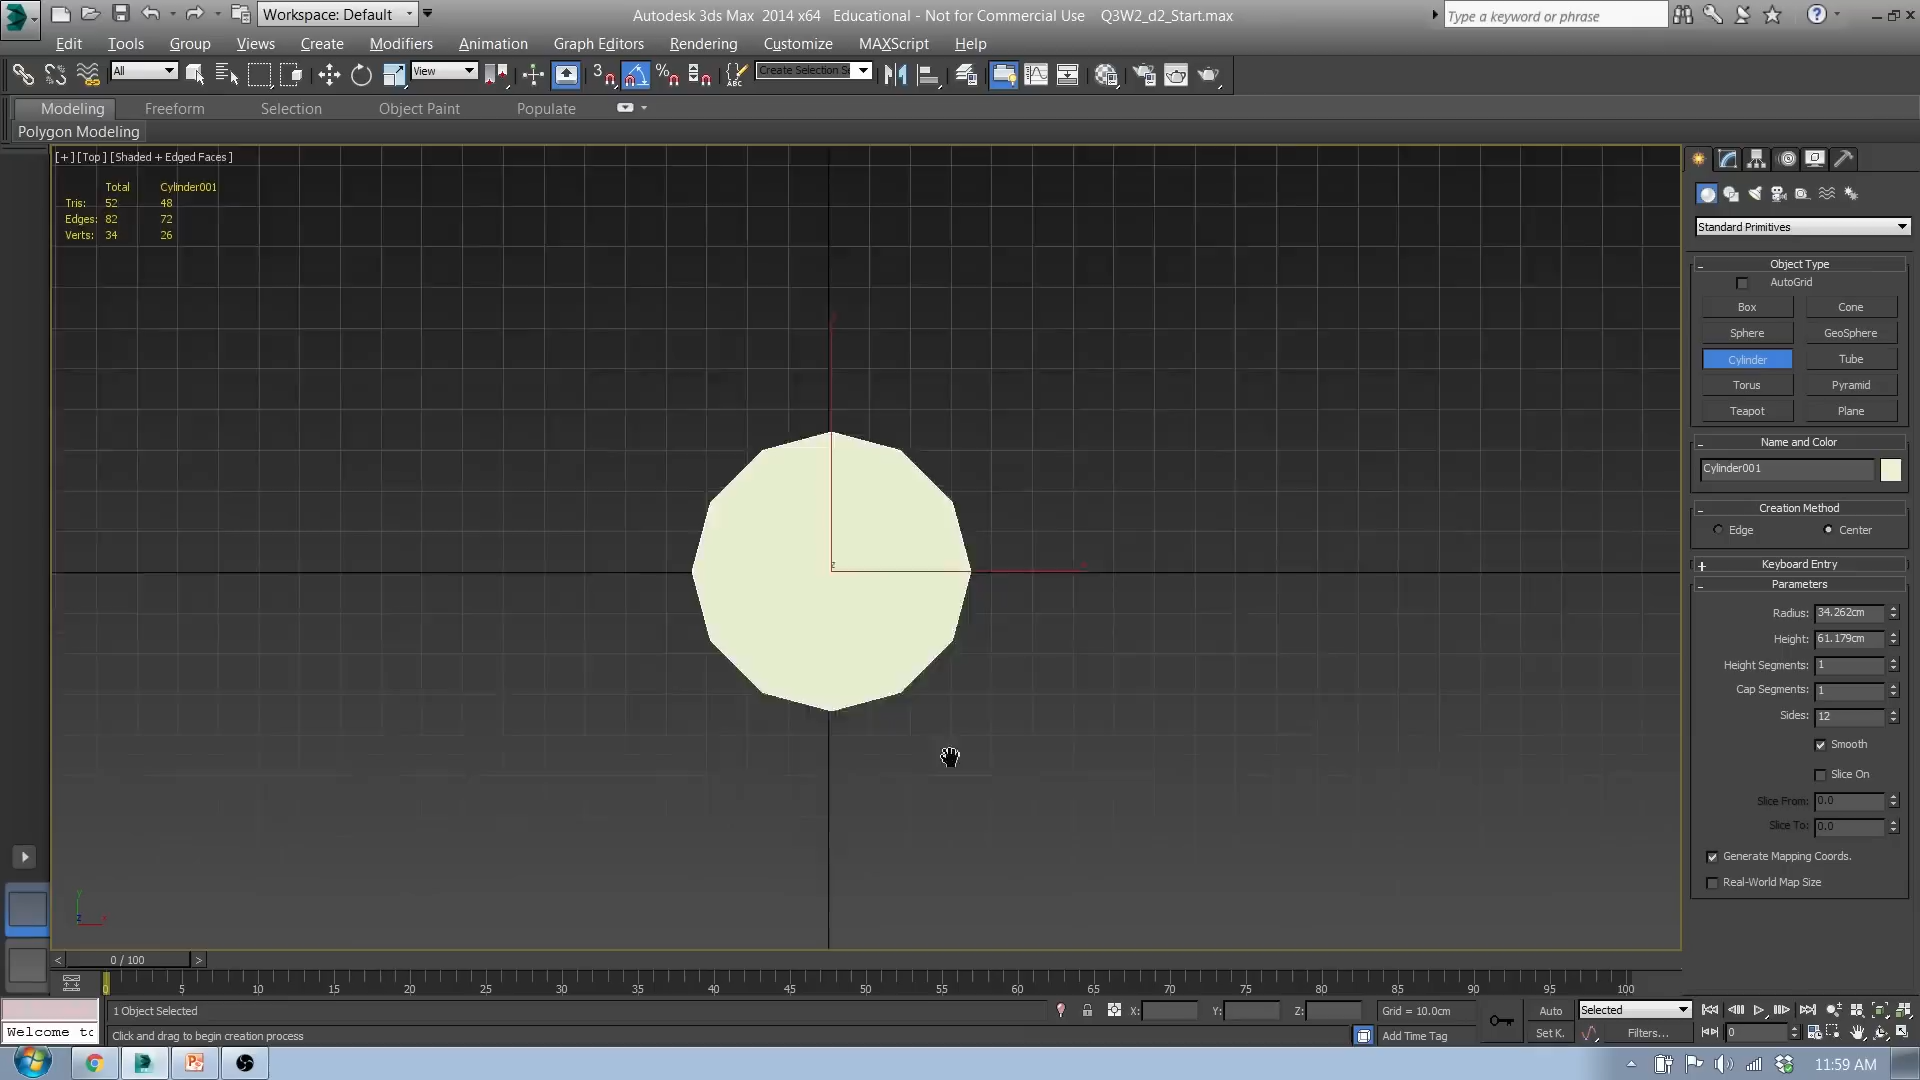 Workspace: Default
Autodesk 3ds Max 2014 x64 Educational - Not for Commercial Use Q3W2_d2_Start.max
Type a keyword or phrase
Edit Tools Group Views Create Modifiers Animation Graph Editors Rendering Customize MAXScript Help
All
View
3
ABC
Create Selection S
Modeling Freeform Selection Object Paint Populate
Polygon Modeling
[+] [Top ] [Shaded + Edged Faces ]
Total Cylinder001
Tris: 52 48
Edges: 82 72
Verts: 34 26
z
Standard Primitives
Object Type
AutoGrid
Box Cone
Sphere GeoSphere
Cylinder Tube
Torus Pyramid
Teapot Plane
Name and Color
Cylinder001
Creation Method
Edge Center
Keyboard Entry
Parameters
Radius: 34.262cm
Height: 61.179cm
Height Segments: 1
Cap Segments: 1
Sides: 12
Smooth
Slice On
Slice From: 0.0
Slice To: 0.0
Generate Mapping Coords.
Real-World Map Size
y
z x
< 0 / 100 >
0 5 10 15 20 25 30 35 40 45 50 55 60 65 70 75 80 85 90 95 100
1 Object Selected X: Y: Z: Grid = 10.0cm Auto Selected
Welcome to Click and drag to begin creation process Add Time Tag Set K. Filters... 0
11:59 AM